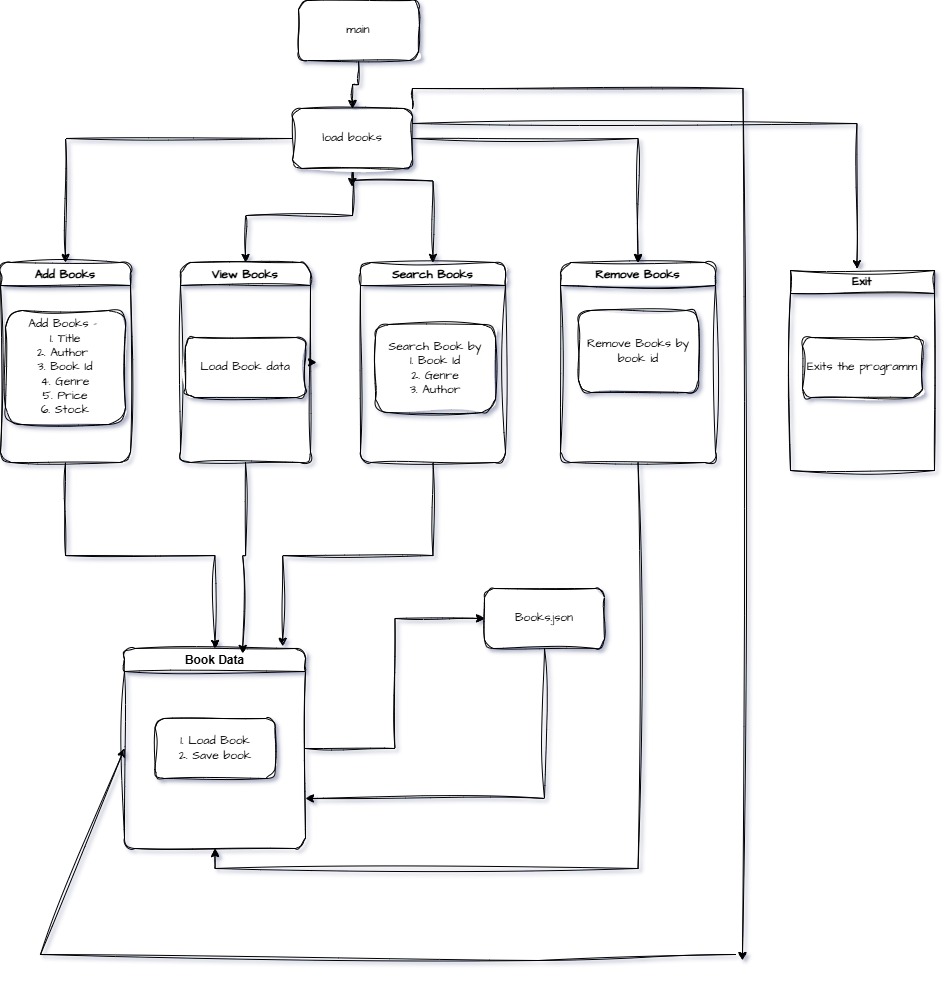 main
load books
Add Books
View Books
Search Books
Remove Books
Exit
Add Books -
1. Title
2. Author
3. Book Id
4. Genre
5. Price
6. Stock
Load Book data
Search Book by
1. Book Id
2. Genre
3. Author
Remove Books by
book id
Exits the programm
Books.json
Book Data
1. Load Book
2. Save book